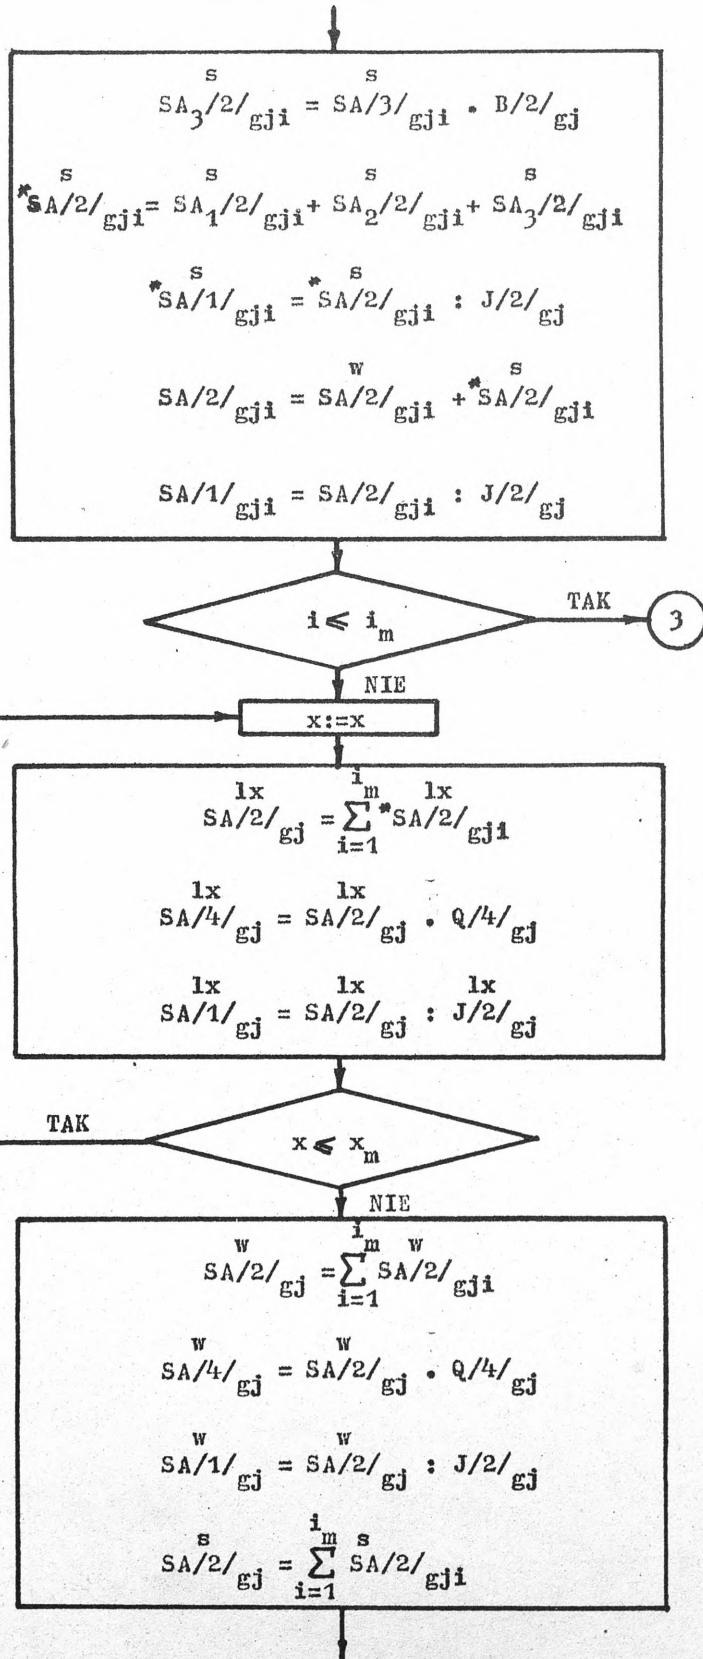 s s
SA₃/2/gji = SA/3/gji . B/2/gj
s s s s
*SA/2/gji = SA₁/2/gji + SA₂/2/gji + SA₃/2/gji
s s
*SA/1/gji = *SA/2/gji : J/2/gj
w s
SA/2/gji = SA/2/gji + *SA/2/gji
SA/1/gji = SA/2/gji : J/2/gj
i ⩽ i_m TAK 3
NIE
x:=x
lx i_m lx
SA/2/gj = ∑ *SA/2/gji
i=1
lx lx
SA/4/gj = SA/2/gj . Q/4/gj
lx lx lx
SA/1/gj = SA/2/gj : J/2/gj
TAK x ⩽ x_m
NIE
w i_m w
SA/2/gj = ∑ SA/2/gji
i=1
w w
SA/4/gj = SA/2/gj . Q/4/gj
w w
SA/1/gj = SA/2/gj : J/2/gj
s i_m s
SA/2/gj = ∑ SA/2/gji
i=1